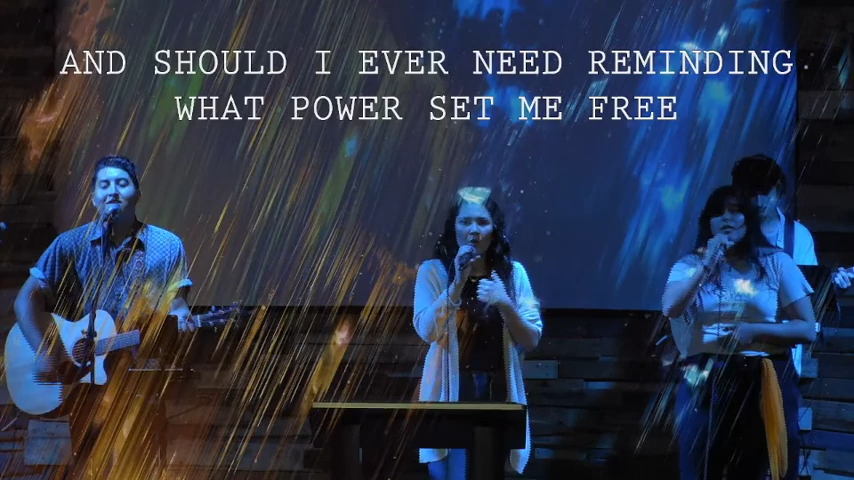 AND SHOULD I EVER NEED REMINDING
WHAT POWER SET ME FREE